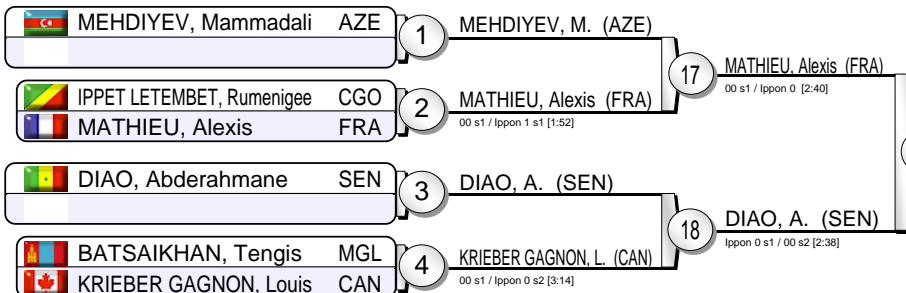 MEHDIYEV, Mammadali AZE
1
MEHDIYEV, M. (AZE)
IPPET LETEMBET, Rumenigee CGO
MATHIEU, Alexis FRA
2
MATHIEU, Alexis (FRA)
00 s1 / Ippon 1 s1 [1:52]
17
MATHIEU, Alexis (FRA)
00 s1 / Ippon 0 [2:40]
DIAO, Abderahmane SEN
3
DIAO, A. (SEN)
BATSAIKHAN, Tengis MGL
KRIEBER GAGNON, Louis CAN
4
KRIEBER GAGNON, L. (CAN)
00 s1 / Ippon 0 s2 [3:14]
18
DIAO, A. (SEN)
Ippon 0 s1 / 00 s2 [2:38]